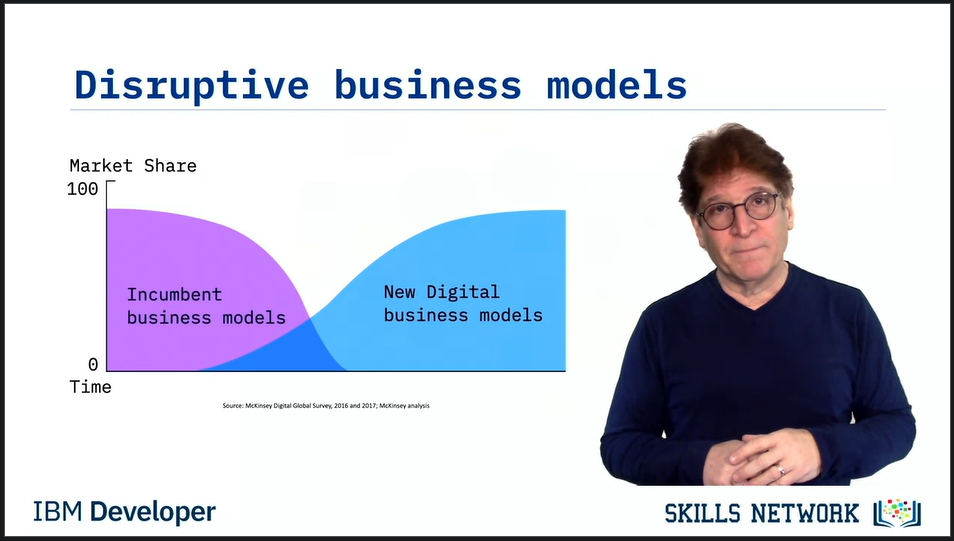 Disruptive business models
Market Share
100
Incumbent
business models
New Digital
business models
0
Time
Source: McKinsey Digital Global Survey, 2016 and 2017; McKinsey analysis
IBM Developer
SKILLS NETWORK